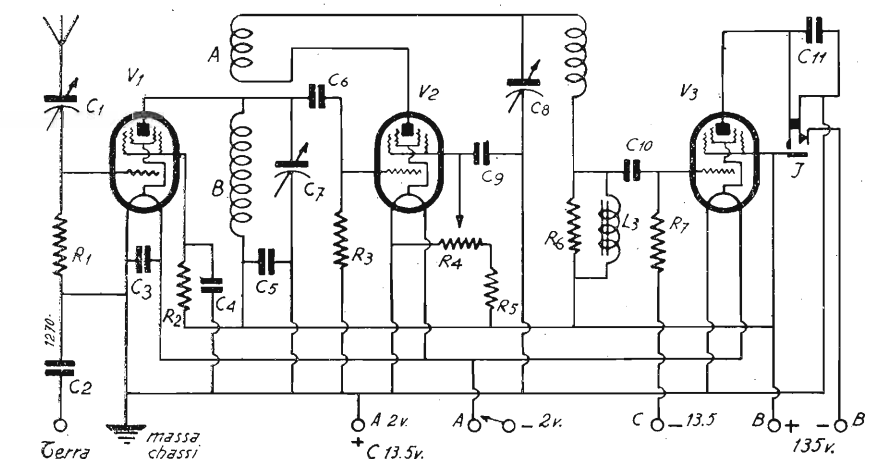 A
V1
C6
V2
C8
V3
C11
C1
B
C7
C9
C10
J
R1
C3
R2
C4
C5
R3
R4
R5
R6
L3
R7
1270
C2
Terra
massa
chassi
A 2v.
+
C 13.5v.
A
- 2v.
C - 13.5
B + - B
135v.